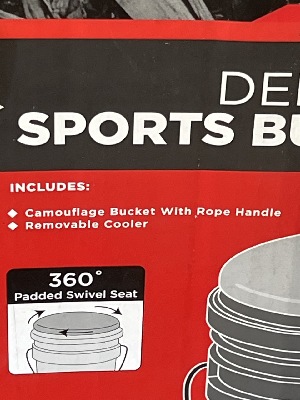 DE
SPORTS BU
INCLUDES:
◆ Camouflage Bucket With Rope Handle
◆ Removable Cooler
360°
Padded Swivel Seat